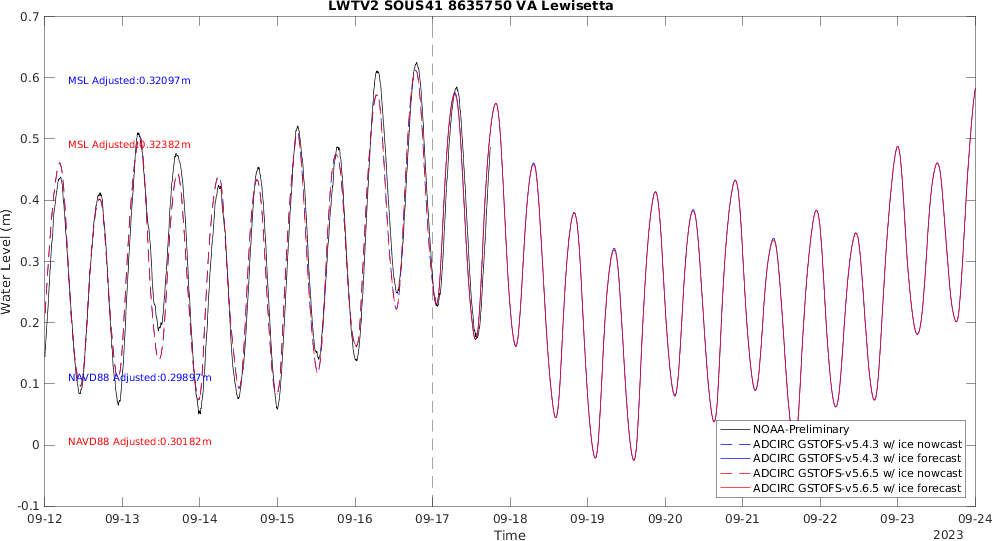 LWTV2 SOUS41 8635750 VA Lewisetta
0.7
0.6
0.5
0.4
0.3
0.2
0.1
0
-0.1
Water Level (m)
MSL Adjusted:0.32097m
MSL Adjusted:0.32382m
NAVD88 Adjusted:0.29897m
NAVD88 Adjusted:0.30182m
NOAA-Preliminary
ADCIRC GSTOFS-v5.4.3 w/ ice nowcast
ADCIRC GSTOFS-v5.4.3 w/ ice forecast
ADCIRC GSTOFS-v5.6.5 w/ ice nowcast
ADCIRC GSTOFS-v5.6.5 w/ ice forecast
09-12 09-13 09-14 09-15 09-16 09-17 09-18 09-19 09-20 09-21 09-22 09-23 09-24
Time
2023